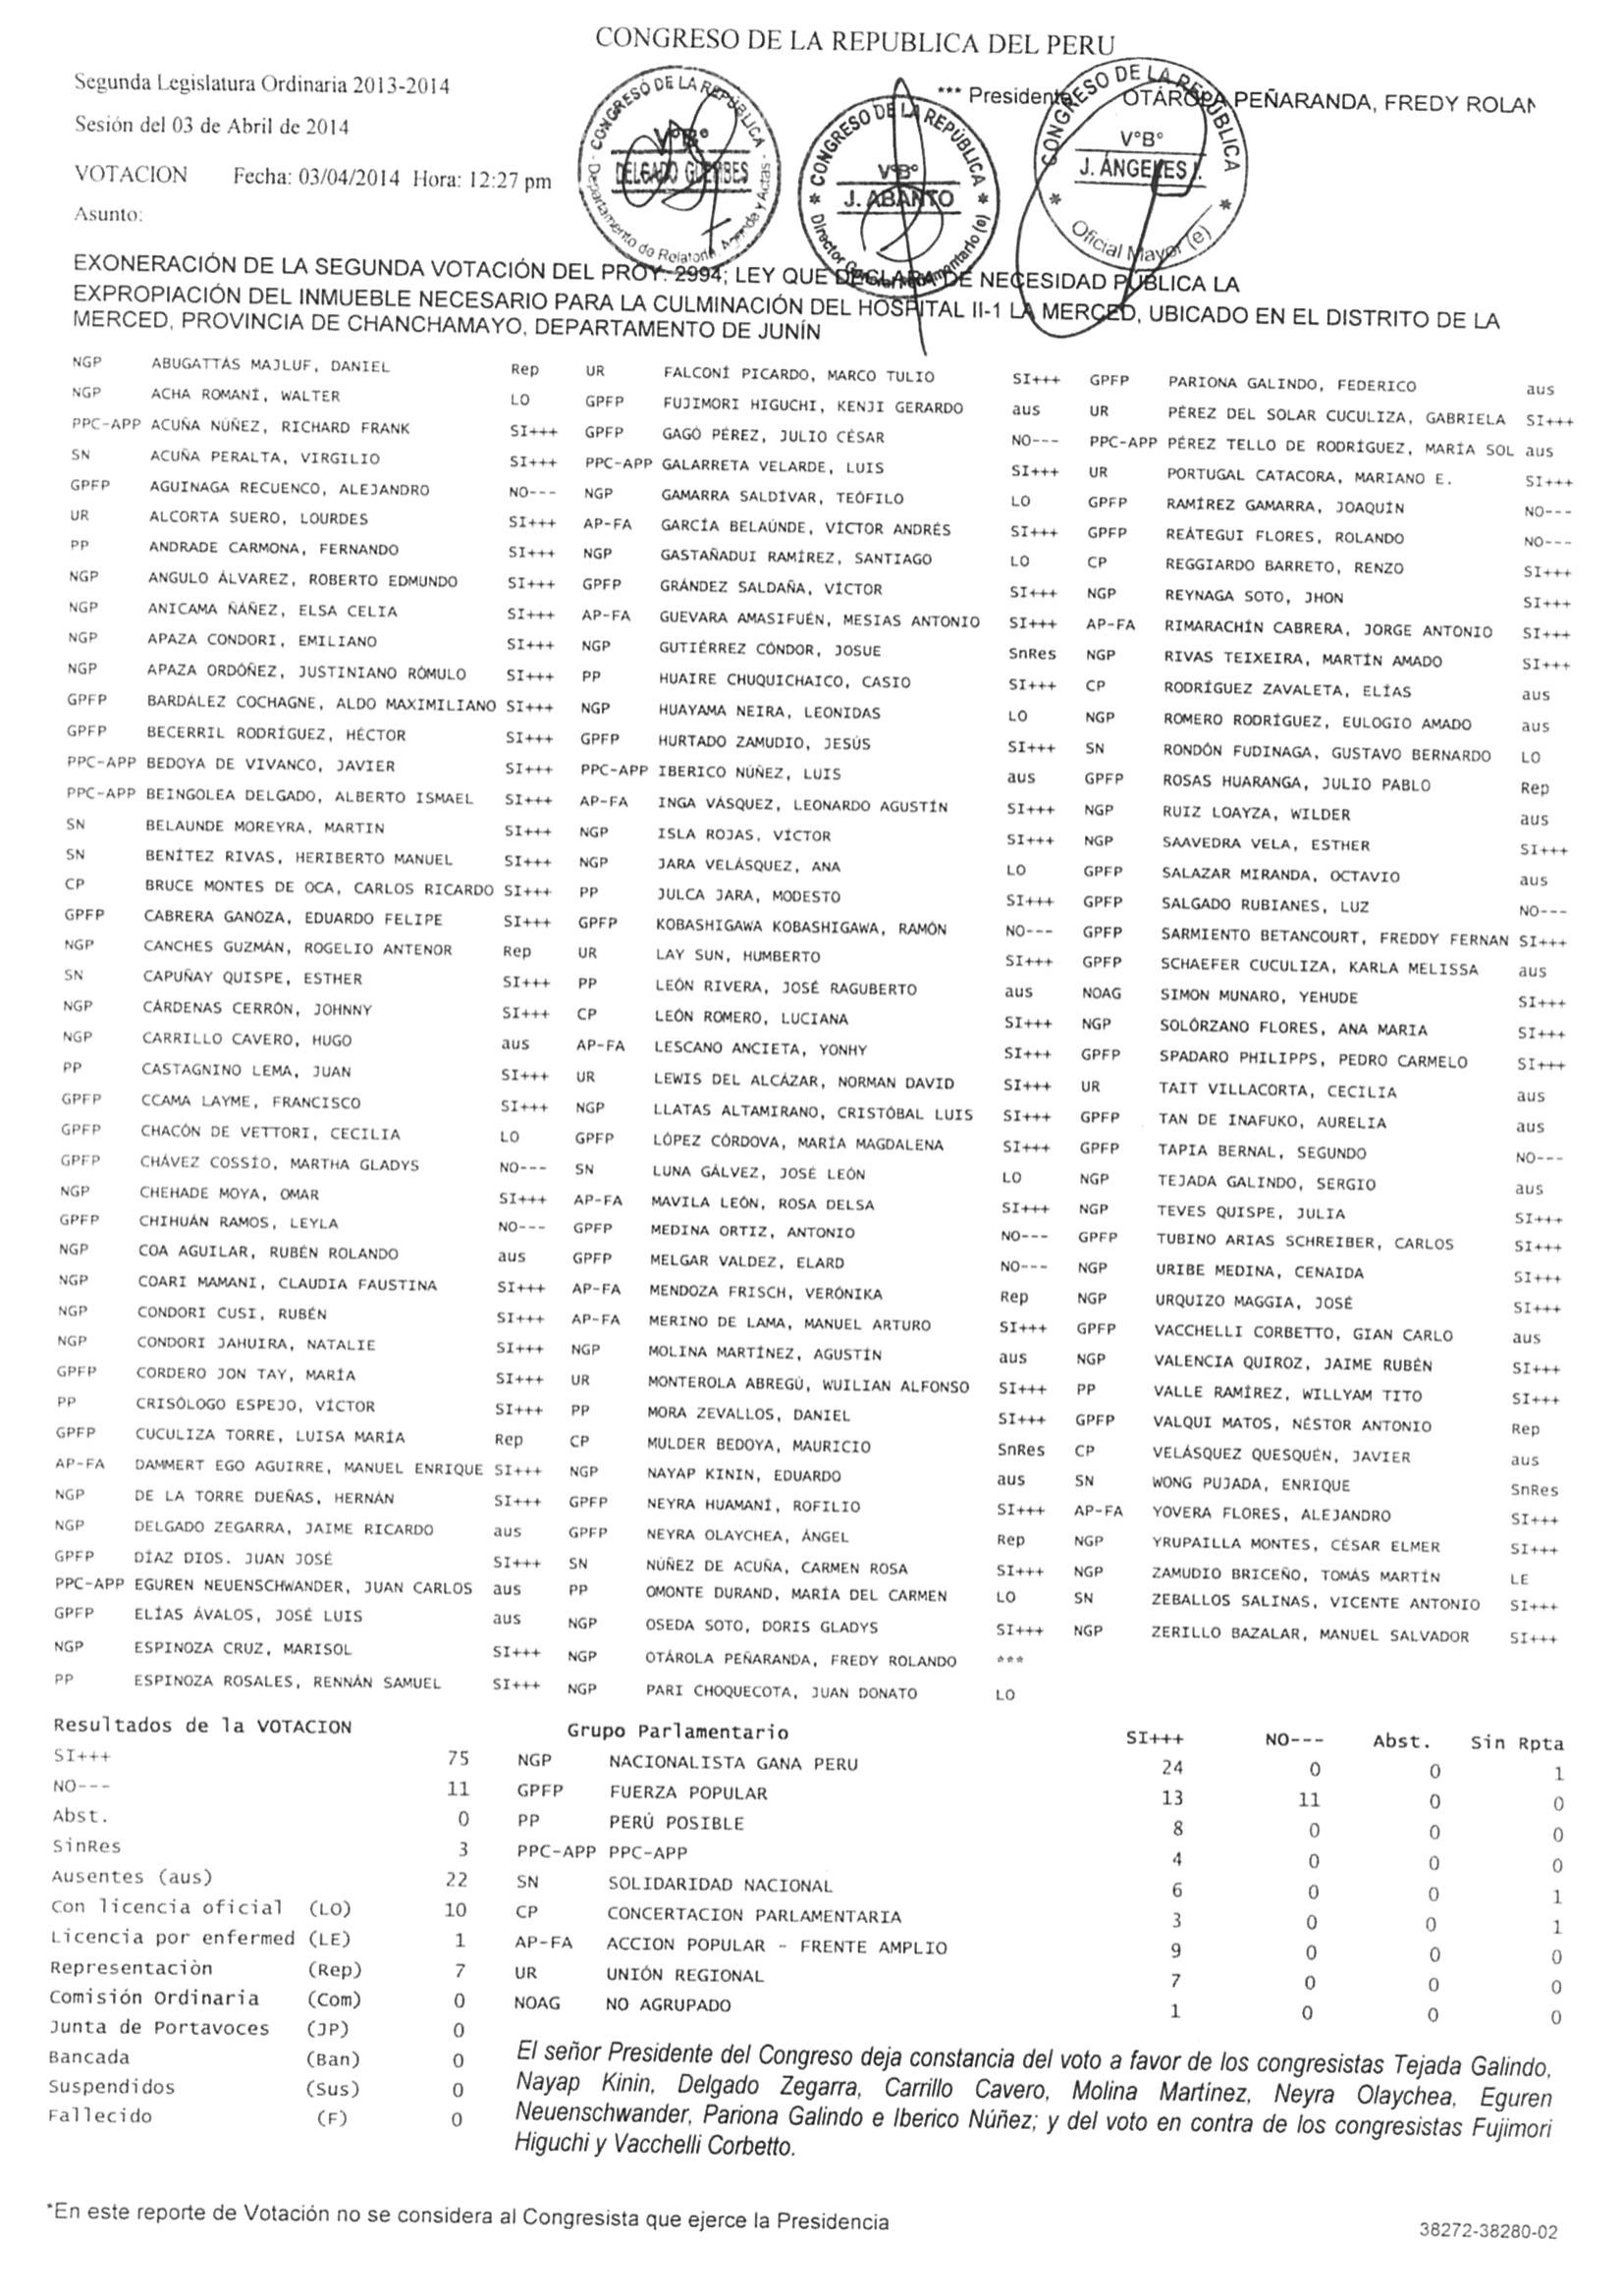 CONGRESO DE LA REPUBLICA DEL PERU
Segunda Legislatura Ordinaria 2013-2014
*** Presidente OTÁROLA PEÑARANDA, FREDY ROLAN
Sesión del 03 de Abril de 2014
VOTACION Fecha: 03/04/2014 Hora: 12:27 pm
Asunto:
CONGRESO DE LA REPÚBLICA - Departamento de Relatoría, Agenda y Actas -
V°B°
DELGADO GUEMBES
CONGRESO DE LA REPÚBLICA * Director General Parlamentario (e) *
V°B°
J. ABANTO
CONGRESO DE LA REPÚBLICA * Oficial Mayor (e) *
V°B°
J. ÁNGELES I.
EXONERACIÓN DE LA SEGUNDA VOTACIÓN DEL PROY. 2994; LEY QUE DECLARA DE NECESIDAD PÚBLICA LA
EXPROPIACIÓN DEL INMUEBLE NECESARIO PARA LA CULMINACIÓN DEL HOSPITAL II-1 LA MERCED, UBICADO EN EL DISTRITO DE LA
MERCED, PROVINCIA DE CHANCHAMAYO, DEPARTAMENTO DE JUNÍN
NGP ABUGATTÁS MAJLUF, DANIEL Rep UR FALCONÍ PICARDO, MARCO TULIO SI+++ GPFP PARIONA GALINDO, FEDERICO aus
NGP ACHA ROMANÍ, WALTER LO GPFP FUJIMORI HIGUCHI, KENJI GERARDO aus UR PÉREZ DEL SOLAR CUCULIZA, GABRIELA SI+++
PPC-APP ACUÑA NÚÑEZ, RICHARD FRANK SI+++ GPFP GAGÓ PÉREZ, JULIO CÉSAR NO--- PPC-APP PÉREZ TELLO DE RODRÍGUEZ, MARÍA SOL aus
SN ACUÑA PERALTA, VIRGILIO SI+++ PPC-APP GALARRETA VELARDE, LUIS SI+++ UR PORTUGAL CATACORA, MARIANO E. SI+++
GPFP AGUINAGA RECUENCO, ALEJANDRO NO--- NGP GAMARRA SALDÍVAR, TEÓFILO LO GPFP RAMÍREZ GAMARRA, JOAQUÍN NO---
UR ALCORTA SUERO, LOURDES SI+++ AP-FA GARCÍA BELAÚNDE, VÍCTOR ANDRÉS SI+++ GPFP REÁTEGUI FLORES, ROLANDO NO---
PP ANDRADE CARMONA, FERNANDO SI+++ NGP GASTAÑADUI RAMÍREZ, SANTIAGO LO CP REGGIARDO BARRETO, RENZO SI+++
NGP ANGULO ÁLVAREZ, ROBERTO EDMUNDO SI+++ GPFP GRÁNDEZ SALDAÑA, VÍCTOR SI+++ NGP REYNAGA SOTO, JHON SI+++
NGP ANICAMA ÑÁÑEZ, ELSA CELIA SI+++ AP-FA GUEVARA AMASIFUÉN, MESIAS ANTONIO SI+++ AP-FA RIMARACHÍN CABRERA, JORGE ANTONIO SI+++
NGP APAZA CONDORI, EMILIANO SI+++ NGP GUTIÉRREZ CÓNDOR, JOSUE SnRes NGP RIVAS TEIXEIRA, MARTÍN AMADO SI+++
NGP APAZA ORDÓÑEZ, JUSTINIANO RÓMULO SI+++ PP HUAIRE CHUQUICHAICO, CASIO SI+++ CP RODRÍGUEZ ZAVALETA, ELÍAS aus
GPFP BARDÁLEZ COCHAGNE, ALDO MAXIMILIANO SI+++ NGP HUAYAMA NEIRA, LEONIDAS LO NGP ROMERO RODRÍGUEZ, EULOGIO AMADO aus
GPFP BECERRIL RODRÍGUEZ, HÉCTOR SI+++ GPFP HURTADO ZAMUDIO, JESÚS SI+++ SN RONDÓN FUDINAGA, GUSTAVO BERNARDO LO
PPC-APP BEDOYA DE VIVANCO, JAVIER SI+++ PPC-APP IBERICO NÚÑEZ, LUIS aus GPFP ROSAS HUARANGA, JULIO PABLO Rep
PPC-APP BEINGOLEA DELGADO, ALBERTO ISMAEL SI+++ AP-FA INGA VÁSQUEZ, LEONARDO AGUSTÍN SI+++ NGP RUIZ LOAYZA, WILDER aus
SN BELAUNDE MOREYRA, MARTIN SI+++ NGP ISLA ROJAS, VÍCTOR SI+++ NGP SAAVEDRA VELA, ESTHER SI+++
SN BENÍTEZ RIVAS, HERIBERTO MANUEL SI+++ NGP JARA VELÁSQUEZ, ANA LO GPFP SALAZAR MIRANDA, OCTAVIO aus
CP BRUCE MONTES DE OCA, CARLOS RICARDO SI+++ PP JULCA JARA, MODESTO SI+++ GPFP SALGADO RUBIANES, LUZ NO---
GPFP CABRERA GANOZA, EDUARDO FELIPE SI+++ GPFP KOBASHIGAWA KOBASHIGAWA, RAMÓN NO--- GPFP SARMIENTO BETANCOURT, FREDDY FERNAN SI+++
NGP CANCHES GUZMÁN, ROGELIO ANTENOR Rep UR LAY SUN, HUMBERTO SI+++ GPFP SCHAEFER CUCULIZA, KARLA MELISSA aus
SN CAPUÑAY QUISPE, ESTHER SI+++ PP LEÓN RIVERA, JOSÉ RAGUBERTO aus NOAG SIMON MUNARO, YEHUDE SI+++
NGP CÁRDENAS CERRÓN, JOHNNY SI+++ CP LEÓN ROMERO, LUCIANA SI+++ NGP SOLÓRZANO FLORES, ANA MARIA SI+++
NGP CARRILLO CAVERO, HUGO aus AP-FA LESCANO ANCIETA, YONHY SI+++ GPFP SPADARO PHILIPPS, PEDRO CARMELO SI+++
PP CASTAGNINO LEMA, JUAN SI+++ UR LEWIS DEL ALCÁZAR, NORMAN DAVID SI+++ UR TAIT VILLACORTA, CECILIA aus
GPFP CCAMA LAYME, FRANCISCO SI+++ NGP LLATAS ALTAMIRANO, CRISTÓBAL LUIS SI+++ GPFP TAN DE INAFUKO, AURELIA aus
GPFP CHACÓN DE VETTORI, CECILIA LO GPFP LÓPEZ CÓRDOVA, MARÍA MAGDALENA SI+++ GPFP TAPIA BERNAL, SEGUNDO NO---
GPFP CHÁVEZ COSSÍO, MARTHA GLADYS NO--- SN LUNA GÁLVEZ, JOSÉ LEÓN LO NGP TEJADA GALINDO, SERGIO aus
NGP CHEHADE MOYA, OMAR SI+++ AP-FA MAVILA LEÓN, ROSA DELSA SI+++ NGP TEVES QUISPE, JULIA SI+++
GPFP CHIHUÁN RAMOS, LEYLA NO--- GPFP MEDINA ORTIZ, ANTONIO NO--- GPFP TUBINO ARIAS SCHREIBER, CARLOS SI+++
NGP COA AGUILAR, RUBÉN ROLANDO aus GPFP MELGAR VALDEZ, ELARD NO--- NGP URIBE MEDINA, CENAIDA SI+++
NGP COARI MAMANI, CLAUDIA FAUSTINA SI+++ AP-FA MENDOZA FRISCH, VERÓNIKA Rep NGP URQUIZO MAGGIA, JOSÉ SI+++
NGP CONDORI CUSI, RUBÉN SI+++ AP-FA MERINO DE LAMA, MANUEL ARTURO SI+++ GPFP VACCHELLI CORBETTO, GIAN CARLO aus
NGP CONDORI JAHUIRA, NATALIE SI+++ NGP MOLINA MARTÍNEZ, AGUSTÍN aus NGP VALENCIA QUIROZ, JAIME RUBÉN SI+++
GPFP CORDERO JON TAY, MARÍA SI+++ UR MONTEROLA ABREGÚ, WUILIAN ALFONSO SI+++ PP VALLE RAMÍREZ, WILLYAM TITO SI+++
PP CRISÓLOGO ESPEJO, VÍCTOR SI+++ PP MORA ZEVALLOS, DANIEL SI+++ GPFP VALQUI MATOS, NÉSTOR ANTONIO Rep
GPFP CUCULIZA TORRE, LUISA MARÍA Rep CP MULDER BEDOYA, MAURICIO SnRes CP VELÁSQUEZ QUESQUÉN, JAVIER aus
AP-FA DAMMERT EGO AGUIRRE, MANUEL ENRIQUE SI+++ NGP NAYAP KININ, EDUARDO aus SN WONG PUJADA, ENRIQUE SnRes
NGP DE LA TORRE DUEÑAS, HERNÁN SI+++ GPFP NEYRA HUAMANÍ, ROFILIO SI+++ AP-FA YOVERA FLORES, ALEJANDRO SI+++
NGP DELGADO ZEGARRA, JAIME RICARDO aus GPFP NEYRA OLAYCHEA, ÁNGEL Rep NGP YRUPAILLA MONTES, CÉSAR ELMER SI+++
GPFP DÍAZ DIOS. JUAN JOSÉ SI+++ SN NÚÑEZ DE ACUÑA, CARMEN ROSA SI+++ NGP ZAMUDIO BRICEÑO, TOMÁS MARTÍN LE
PPC-APP EGUREN NEUENSCHWANDER, JUAN CARLOS aus PP OMONTE DURAND, MARÍA DEL CARMEN LO SN ZEBALLOS SALINAS, VICENTE ANTONIO SI+++
GPFP ELÍAS ÁVALOS, JOSÉ LUIS aus NGP OSEDA SOTO, DORIS GLADYS SI+++ NGP ZERILLO BAZALAR, MANUEL SALVADOR SI+++
NGP ESPINOZA CRUZ, MARISOL SI+++ NGP OTÁROLA PEÑARANDA, FREDY ROLANDO ***
PP ESPINOZA ROSALES, RENNÁN SAMUEL SI+++ NGP PARI CHOQUECOTA, JUAN DONATO LO
Resultados de la VOTACION Grupo Parlamentario SI+++ NO--- Abst. Sin Rpta
SI+++ 75 NGP NACIONALISTA GANA PERU 24 0 0 1
NO--- 11 GPFP FUERZA POPULAR 13 11 0 0
Abst. 0 PP PERÚ POSIBLE 8 0 0 0
SinRes 3 PPC-APP PPC-APP 4 0 0 0
Ausentes (aus) 22 SN SOLIDARIDAD NACIONAL 6 0 0 1
Con licencia oficial (LO) 10 CP CONCERTACION PARLAMENTARIA 3 0 0 1
Licencia por enfermed (LE) 1 AP-FA ACCION POPULAR - FRENTE AMPLIO 9 0 0 0
Representaciòn (Rep) 7 UR UNIÓN REGIONAL 7 0 0 0
Comisión Ordinaria (Com) 0 NOAG NO AGRUPADO 1 0 0 0
Junta de Portavoces (JP) 0
Bancada (Ban) 0
Suspendidos (Sus) 0
Fallecido (F) 0
El señor Presidente del Congreso deja constancia del voto a favor de los congresistas Tejada Galindo,
Nayap Kinin, Delgado Zegarra, Carrillo Cavero, Molina Martínez, Neyra Olaychea, Eguren
Neuenschwander, Pariona Galindo e Iberico Núñez; y del voto en contra de los congresistas Fujimori
Higuchi y Vacchelli Corbetto.
*En este reporte de Votación no se considera al Congresista que ejerce la Presidencia
38272-38280-02